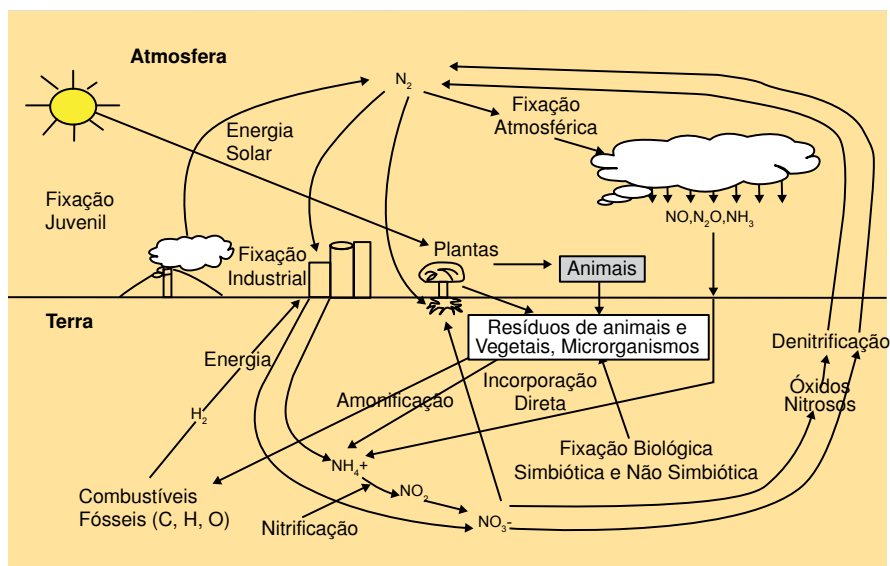 Atmosfera
N₂
Fixação
Atmosférica
Energia
Solar
Fixação
Juvenil
NO,N₂O,NH₃
Fixação
Industrial
Plantas
Animais
Terra
Resíduos de animais e
Vegetais, Microrganismos
Denitrificação
Energia
Incorporação
Direta
Óxidos
Nitrosos
Amonificação
H₂
Fixação Biológica
Simbiótica e Não Simbiótica
NH₄+
Combustíveis
Fósseis (C, H, O)
NO₂
Nitrificação
NO₃-